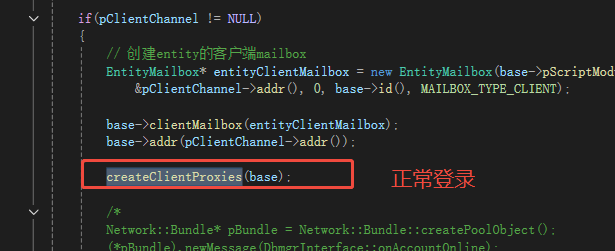 if(pClientChannel != NULL)
{
// 创建entity的客户端mailbox
EntityMailbox* entityClientMailbox = new EntityMailbox(base->pScriptMod
&pClientChannel->addr(), 0, base->id(), MAILBOX_TYPE_CLIENT);
base->clientMailbox(entityClientMailbox);
base->addr(pClientChannel->addr());
createClientProxies(base);
正常登录
/*
Network::Bundle* pBundle = Network::Bundle::createPoolObject();
(*pBundle).newMessage(DbmgrInterface::onAccountOnline);